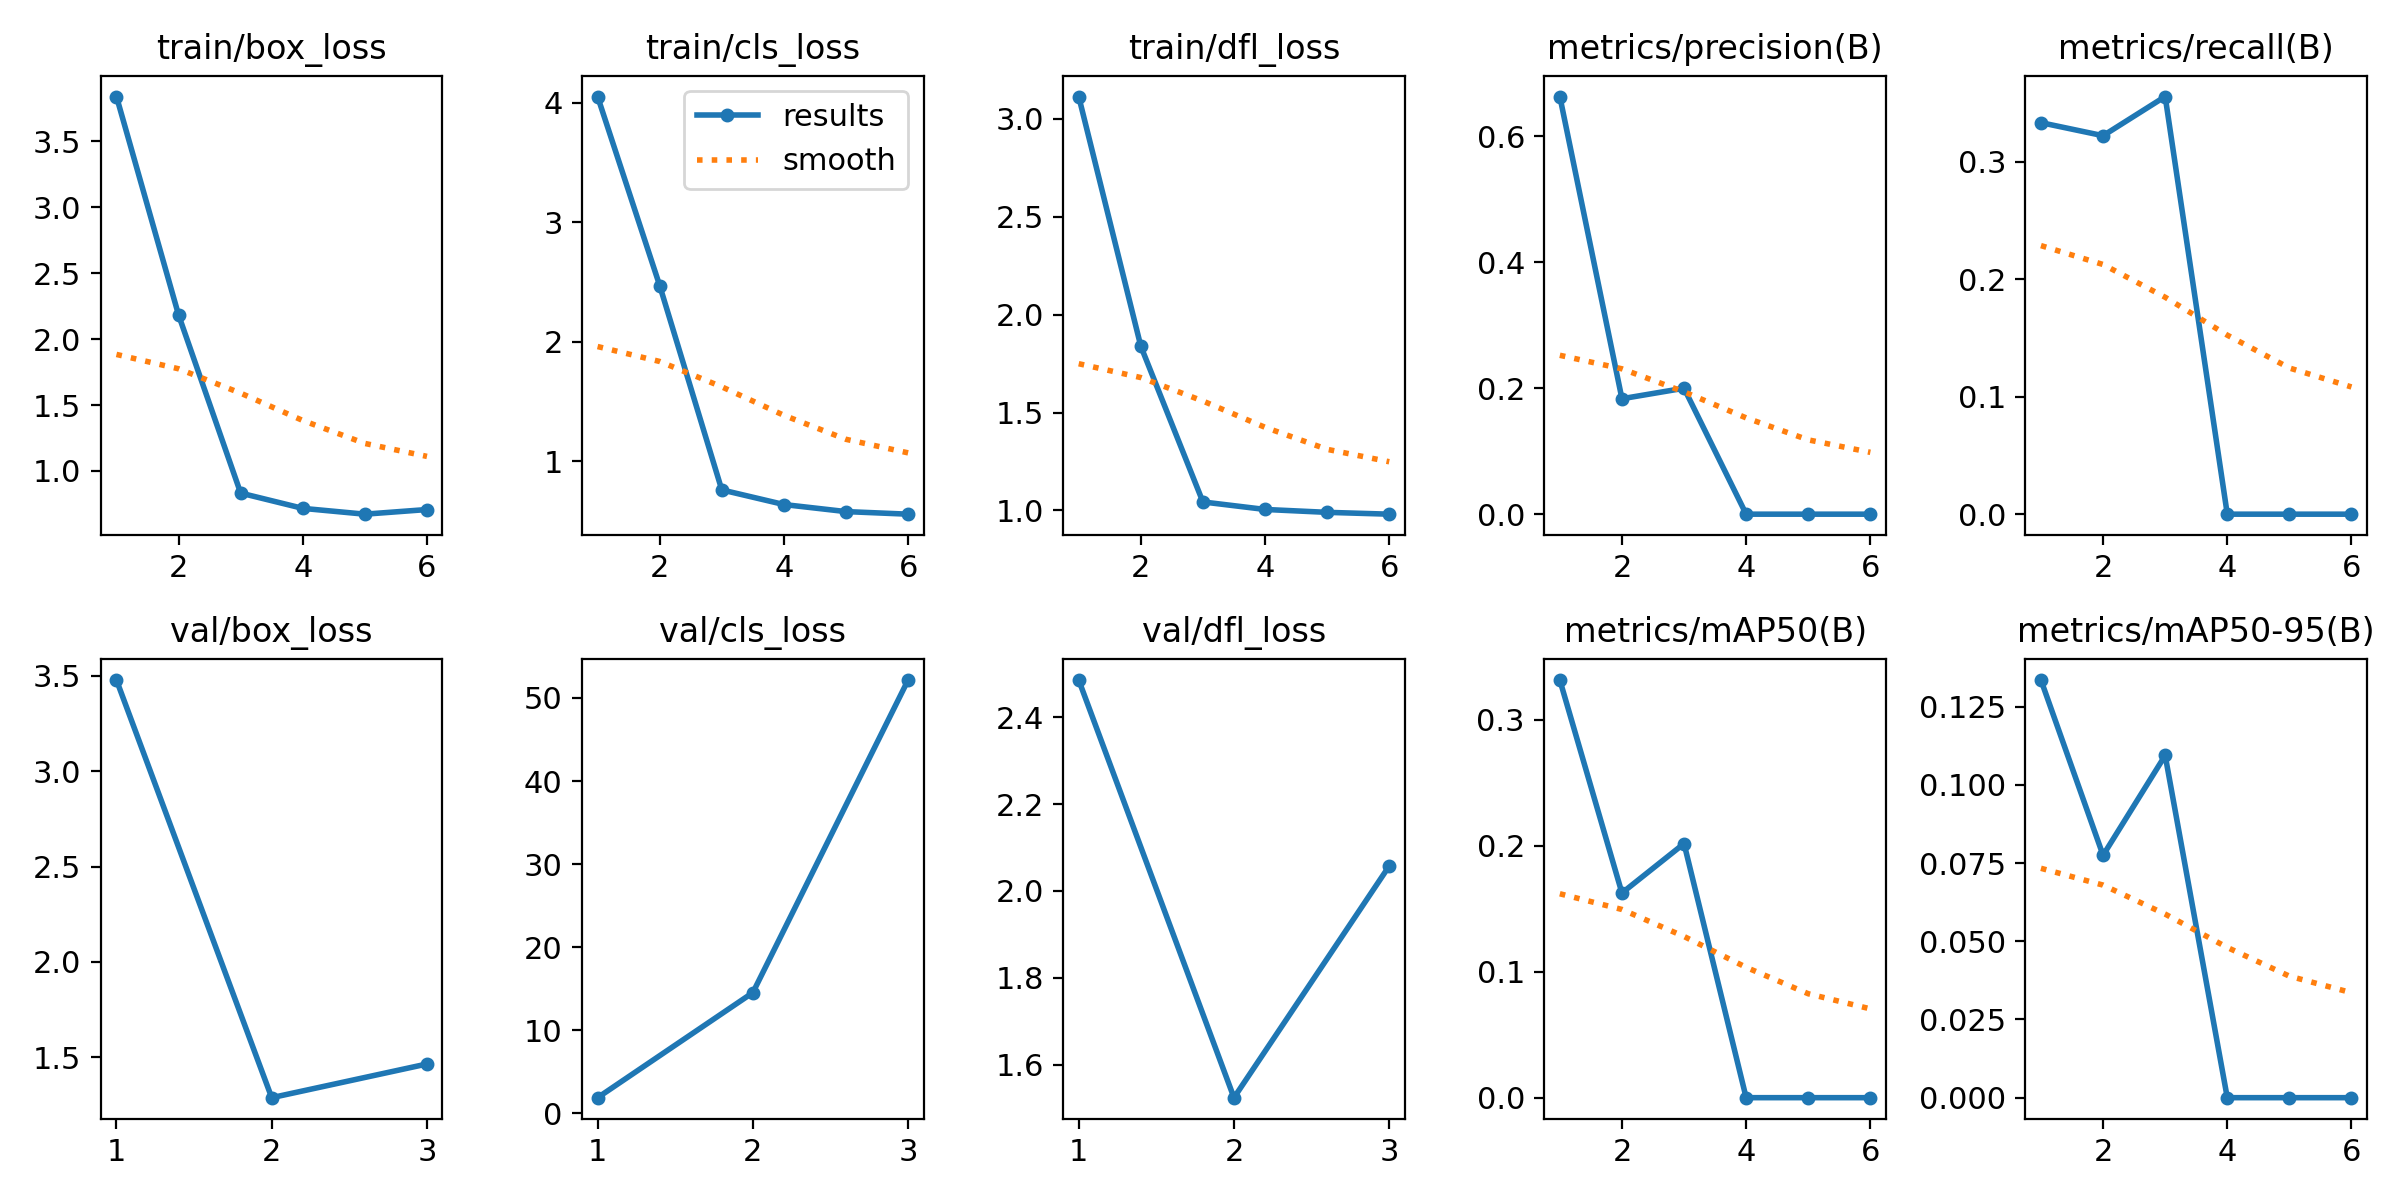 train/box_loss
3.5
3.0
2.5
2.0
1.5
1.0
2 4 6
train/cls_loss
results
smooth
4
3
2
1
2 4 6
train/dfl_loss
3.0
2.5
2.0
1.5
1.0
2 4 6
metrics/precision(B)
0.6
0.4
0.2
0.0
2 4 6
metrics/recall(B)
0.3
0.2
0.1
0.0
2 4 6
val/box_loss
3.5
3.0
2.5
2.0
1.5
1 2 3
val/cls_loss
50
40
30
20
10
0
1 2 3
val/dfl_loss
2.4
2.2
2.0
1.8
1.6
1 2 3
metrics/mAP50(B)
0.3
0.2
0.1
0.0
2 4 6
metrics/mAP50-95(B)
0.125
0.100
0.075
0.050
0.025
0.000
2 4 6